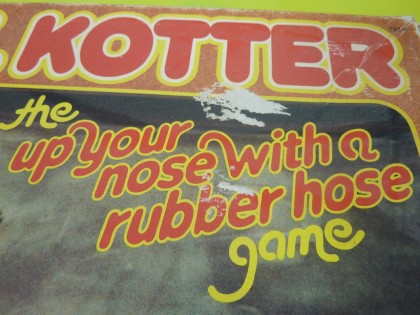 KOTTER
the
up your
nose with a
rubber hose
game